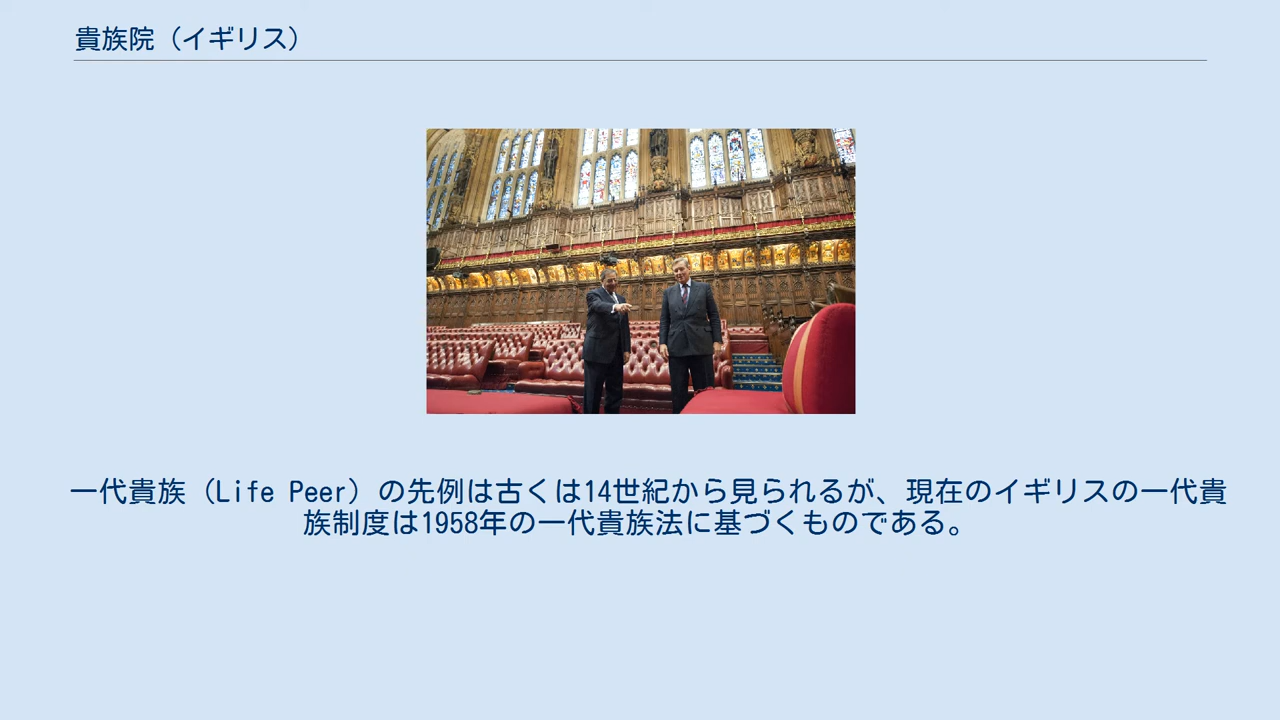 貴族院（イギリス）
一代貴族（Life Peer）の先例は古くは14世紀から見られるが、現在のイギリスの一代貴
族制度は1958年の一代貴族法に基づくものである。